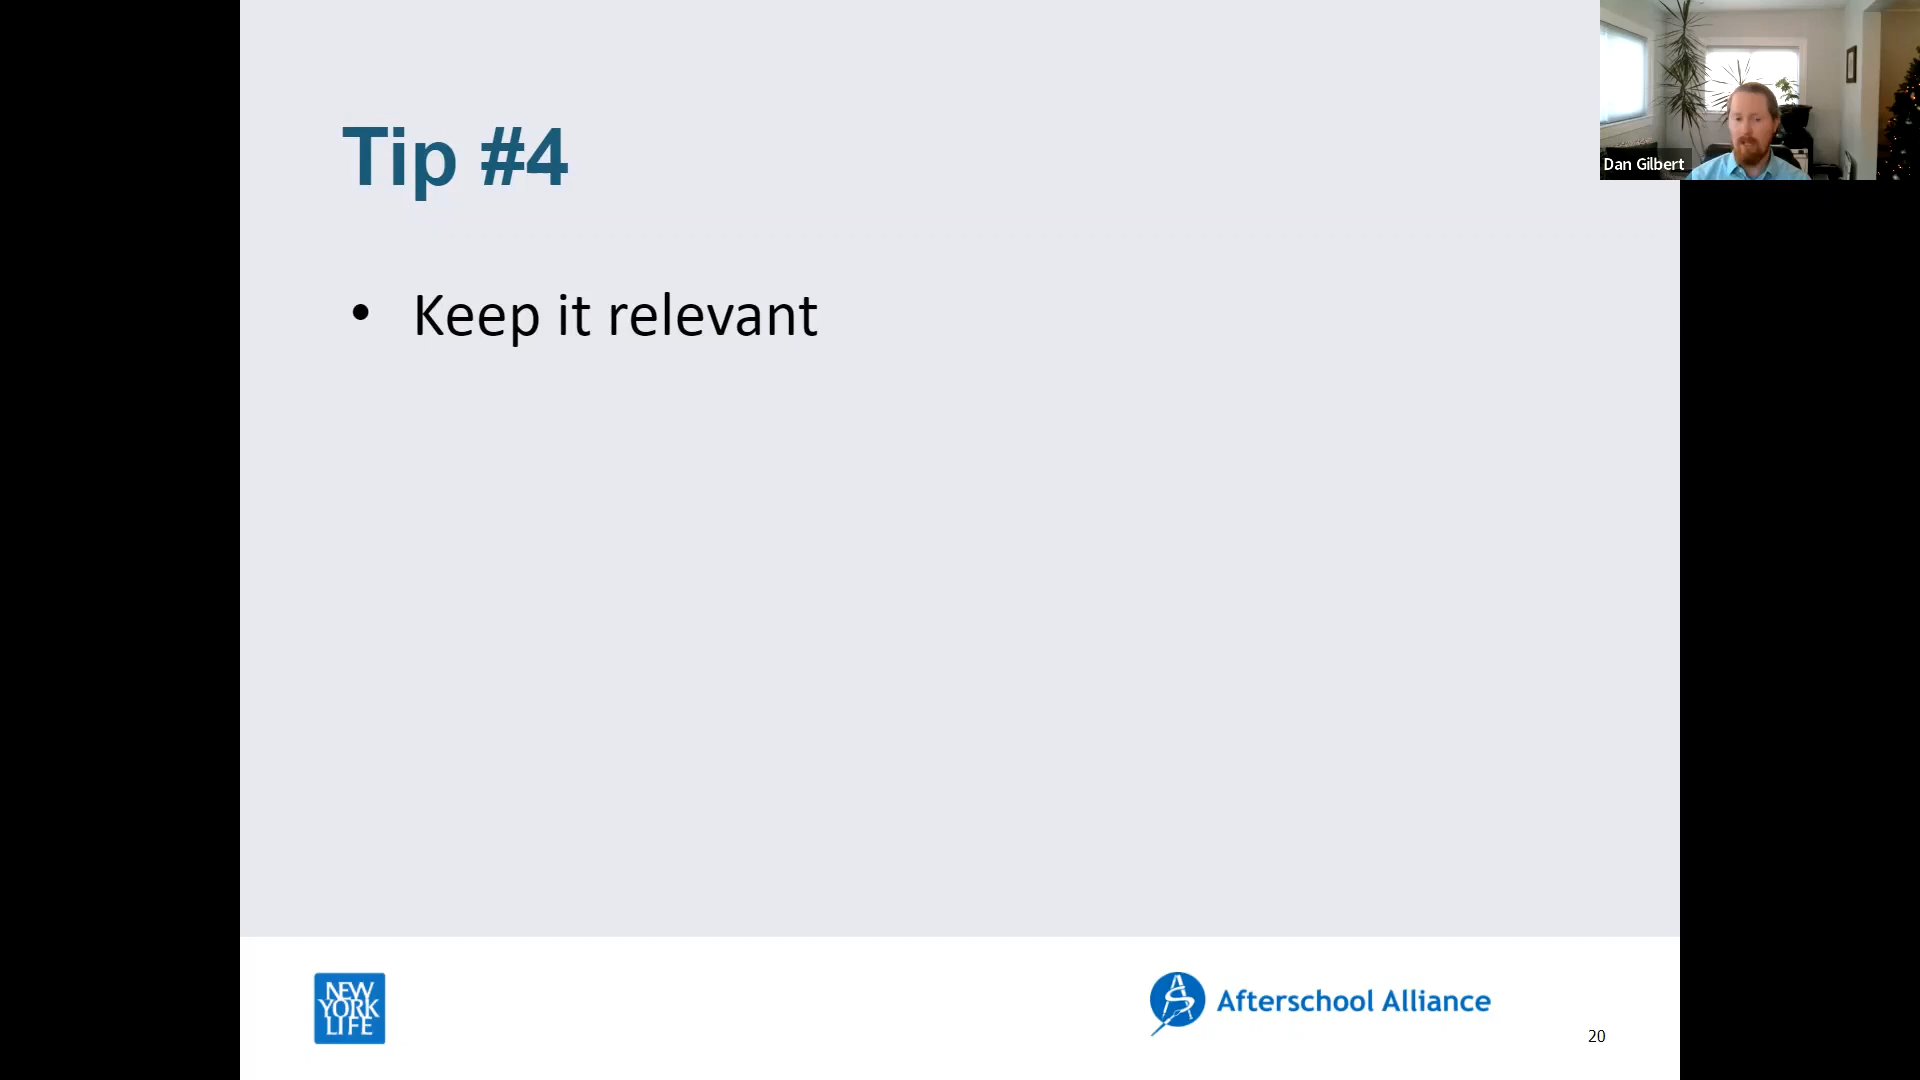 Tip #4
• Keep it relevant
Dan Gilbert
NEW
YORK
LIFE
Afterschool Alliance
20